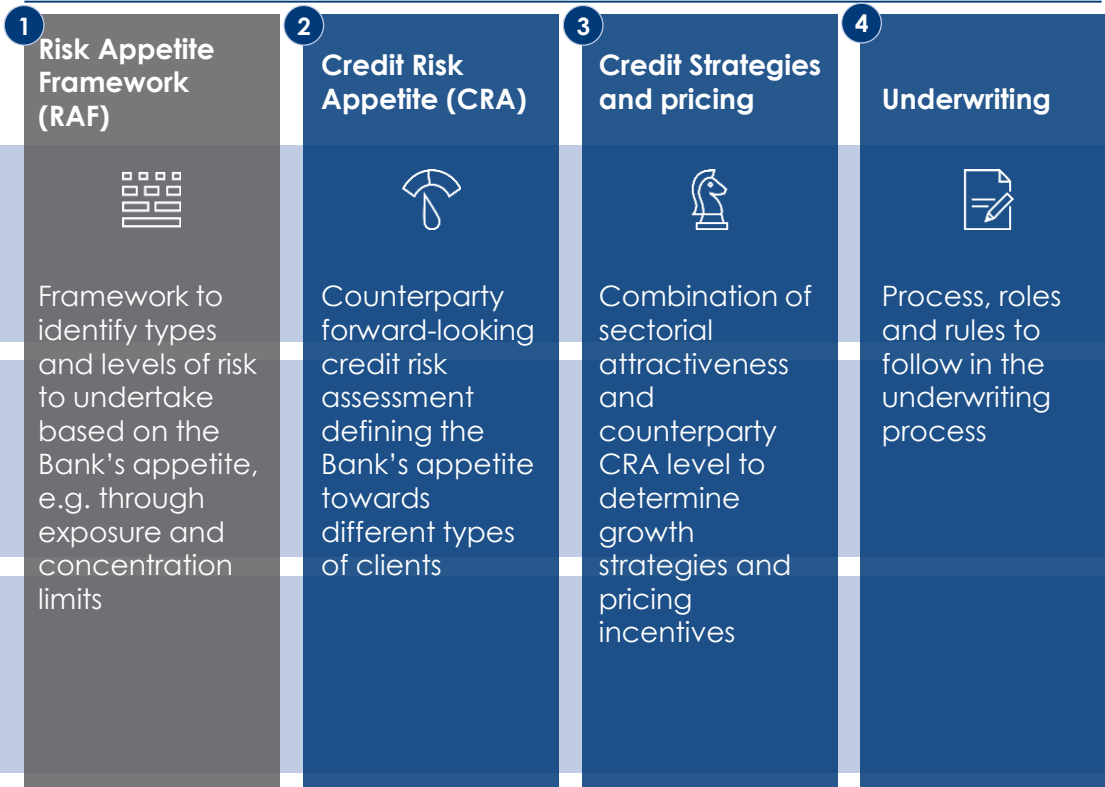 1
Risk Appetite
Framework
(RAF)
Framework to
identify types
and levels of risk
to undertake
based on the
Bank's appetite,
e.g. through
exposure and
concentration
limits
2
Credit Risk
Appetite (CRA)
Counterparty
forward-looking
credit risk
assessment
defining the
Bank's appetite
towards
different types
of clients
3
Credit Strategies
and pricing
Combination of
sectorial
attractiveness
and
counterparty
CRA level to
determine
growth
strategies and
pricing
incentives
4
Underwriting
Process, roles
and rules to
follow in the
underwriting
process